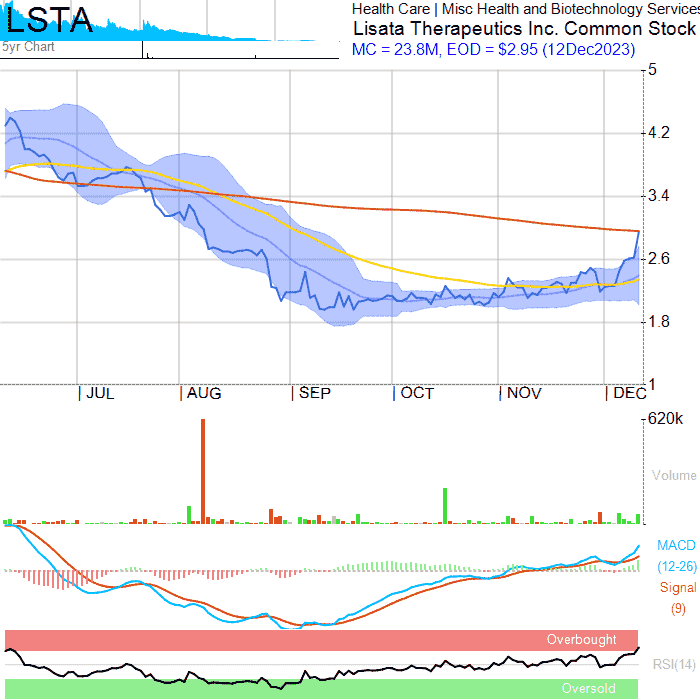 LSTA
5yr Chart
Health Care | Misc Health and Biotechnology Services
Lisata Therapeutics Inc. Common Stock
MC = 23.8M, EOD = $2.95 (12Dec2023)
5
4.2
3.4
2.6
1.8
1
JUL AUG SEP OCT NOV DEC
620k
Volume
MACD
(12-26)
Signal
(9)
Overbought
RSI(14)
Oversold